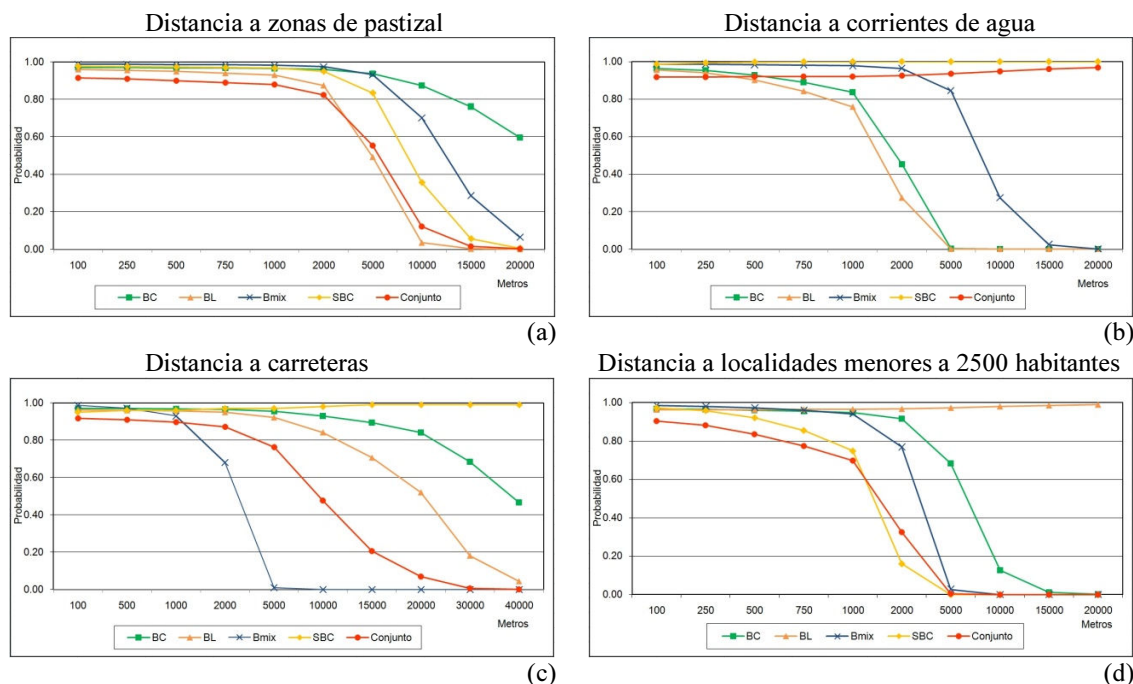 Distancia a zonas de pastizal
Probabilidad
1.00
0.80
0.60
0.40
0.20
0.00
100 250 500 750 1000 2000 5000 10000 15000 20000
Metros
BC BL Bmix SBC Conjunto
(a)
Distancia a corrientes de agua
Probabilidad
1.00
0.80
0.60
0.40
0.20
0.00
100 250 500 750 1000 2000 5000 10000 15000 20000
Metros
BC BL Bmix SBC Conjunto
(b)
Distancia a carreteras
Probabilidad
1.00
0.80
0.60
0.40
0.20
0.00
100 500 1000 2000 5000 10000 15000 20000 30000 40000
Metros
BC BL Bmix SBC Conjunto
(c)
Distancia a localidades menores a 2500 habitantes
Probabilidad
1.00
0.80
0.60
0.40
0.20
0.00
100 250 500 750 1000 2000 5000 10000 15000 20000
Metros
BC BL Bmix SBC Conjunto
(d)